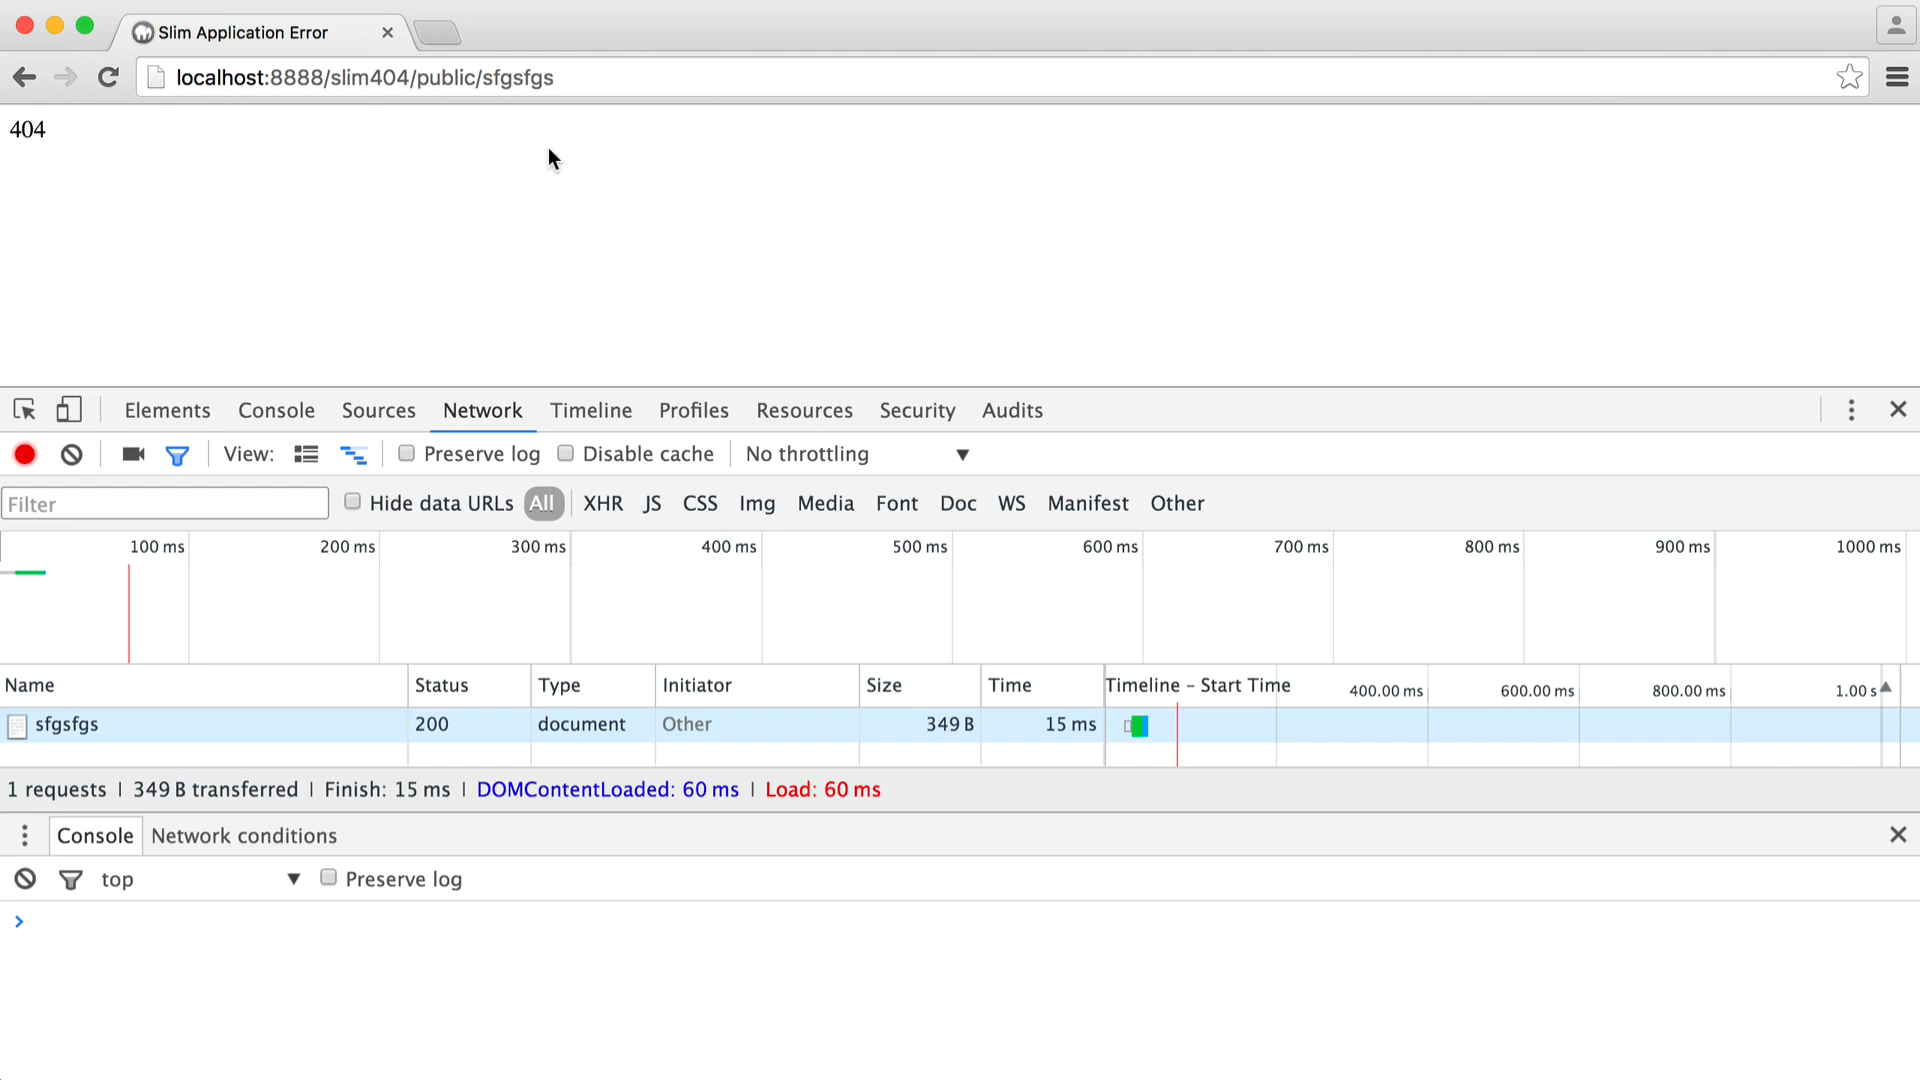 Slim Application Error
localhost:8888/slim404/public/sfgsfgs
404
Elements Console Sources Network Timeline Profiles Resources Security Audits
View: Preserve log Disable cache No throttling
Filter Hide data URLs All XHR JS CSS Img Media Font Doc WS Manifest Other
100 ms 200 ms 300 ms 400 ms 500 ms 600 ms 700 ms 800 ms 900 ms 1000 ms
Name Status Type Initiator Size Time Timeline – Start Time 400.00 ms 600.00 ms 800.00 ms 1.00 s
sfgsfgs 200 document Other 349 B 15 ms
1 requests | 349 B transferred | Finish: 15 ms | DOMContentLoaded: 60 ms | Load: 60 ms
Console Network conditions
top Preserve log